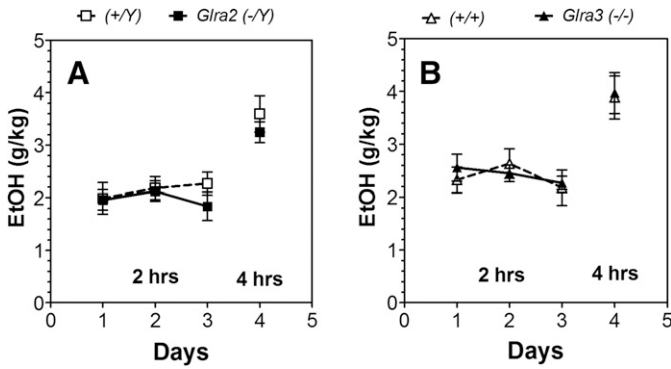 (+/Y) Glra2 (-/Y)
(+/+) Glra3 (-/-)
A
B
EtOH (g/kg)
5
4
3
2
1
0
2 hrs 4 hrs
0 1 2 3 4 5
Days
EtOH (g/kg)
5
4
3
2
1
0
2 hrs 4 hrs
0 1 2 3 4 5
Days